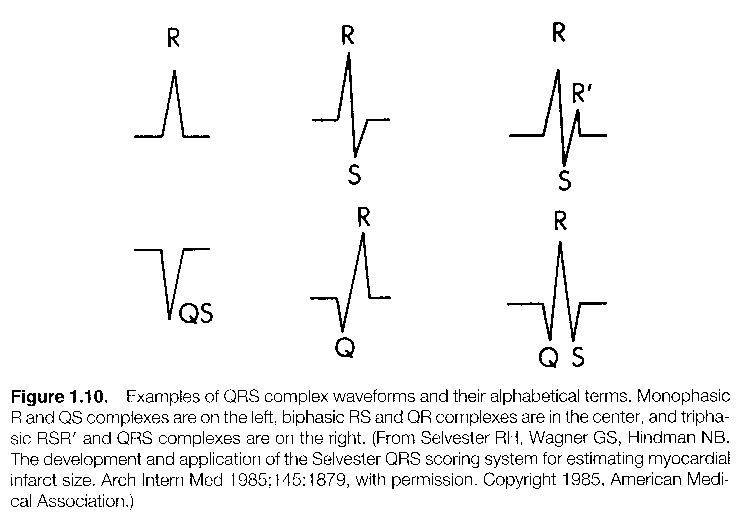 R R R
R'
S S
R R
QS
Q Q S
Figure 1.10. Examples of QRS complex waveforms and their alphabetical terms. Monophasic
R and QS complexes are on the left, biphasic RS and QR complexes are in the center, and tripha-
sic RSR' and QRS complexes are on the right. (From Selvester RH, Wagner GS, Hindman NB.
The development and application of the Selvester QRS scoring system for estimating myocardial
infarct size. Arch Intern Med 1985;145:1879, with permission. Copyright 1985, American Medi-
cal Association.)